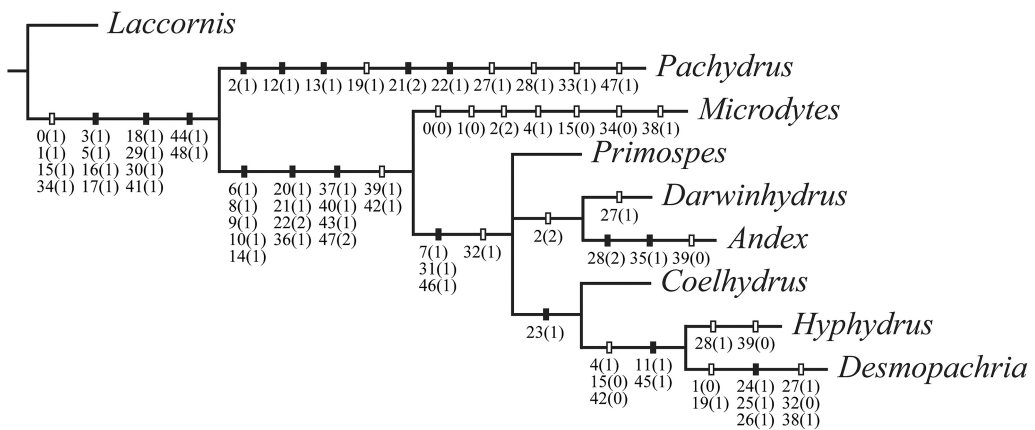 Laccornis
Pachydrus
2(1) 12(1) 13(1) 19(1) 21(2) 22(1) 27(1) 28(1) 33(1) 47(1)
Microdytes
0(0) 1(0) 2(2) 4(1) 15(0) 34(0) 38(1)
0(1) 3(1) 18(1) 44(1)
1(1) 5(1) 29(1) 48(1)
15(1) 16(1) 30(1)
34(1) 17(1) 41(1)
Primospes
6(1) 20(1) 37(1) 39(1)
8(1) 21(1) 40(1) 42(1)
9(1) 22(2) 43(1)
10(1) 36(1) 47(2)
14(1)
Darwinhydrus
27(1)
2(2)
Andex
28(2) 35(1) 39(0)
7(1) 32(1)
31(1)
46(1)
Coelhydrus
23(1)
Hyphydrus
28(1) 39(0)
4(1) 11(1)
15(0) 45(1)
42(0)
Desmopachria
1(0) 24(1) 27(1)
19(1) 25(1) 32(0)
26(1) 38(1)